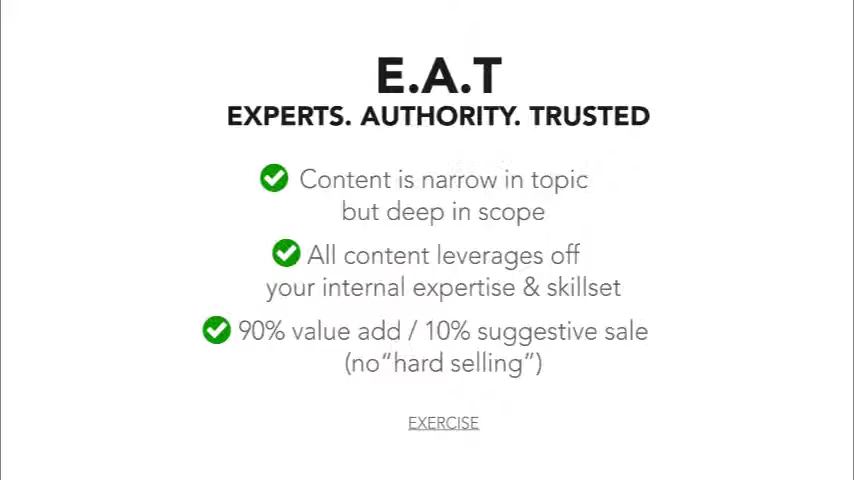 E.A.T
EXPERTS. AUTHORITY. TRUSTED
Content is narrow in topic
but deep in scope
All content leverages off
your internal expertise & skillset
90% value add / 10% suggestive sale
(no“hard selling”)
EXERCISE